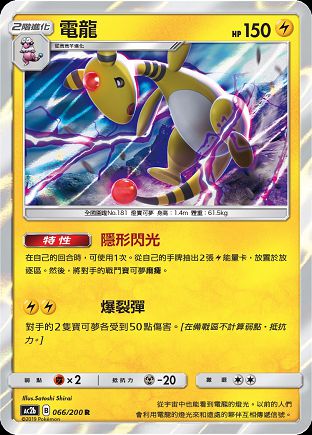 2階進化 電龍 HP 150
從茸茸羊進化
全國圖鑑No.181 燈寶可夢 身高：1.4m 體重：61.5kg
特性 隱形閃光
在自己的回合時，可使用1次。從自己的手牌抽出2張能量卡，放置於放
逐區。然後，將對手的戰鬥寶可夢癱瘓。
爆裂彈
對手的2隻寶可夢各受到50點傷害。[在備戰區不計算弱點、抵抗
力。]
弱點 ×2 抵抗力 -20 撤退
Illus.Satoshi Shirai
AC2b B 066/200 R
©2019 Pokémon
從宇宙中也能看到電龍的燈光，以前的人們
會利用電龍的燈光來和遠處的夥伴互相傳遞信號。